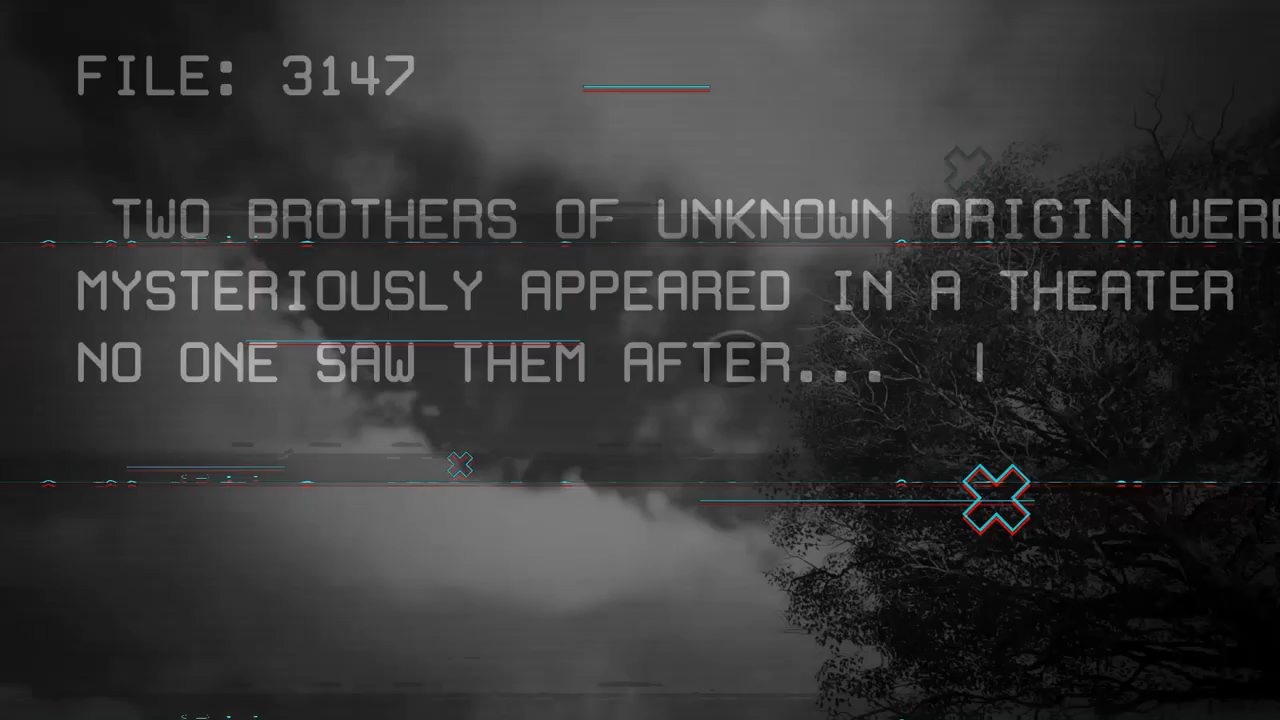 FILE: 3147
TWO BROTHERS OF UNKNOWN ORIGIN WERE
MYSTERIOUSLY APPEARED IN A THEATER
NO ONE SAW THEM AFTER... |